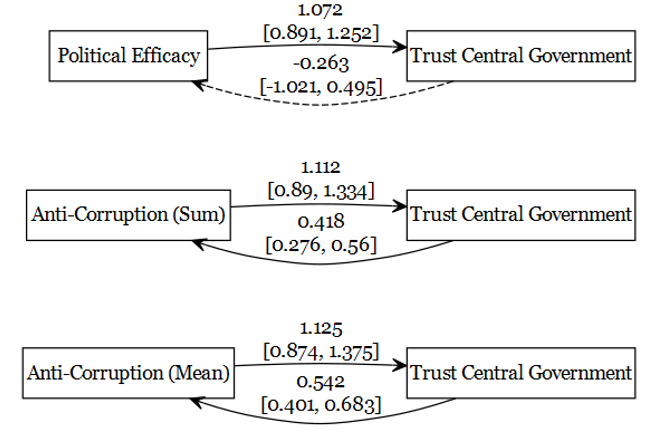 1.072
[0.891, 1.252]
Political Efficacy
Trust Central Government
-0.263
[-1.021, 0.495]
1.112
[0.89, 1.334]
Anti-Corruption (Sum)
Trust Central Government
0.418
[0.276, 0.56]
1.125
[0.874, 1.375]
Anti-Corruption (Mean)
Trust Central Government
0.542
[0.401, 0.683]